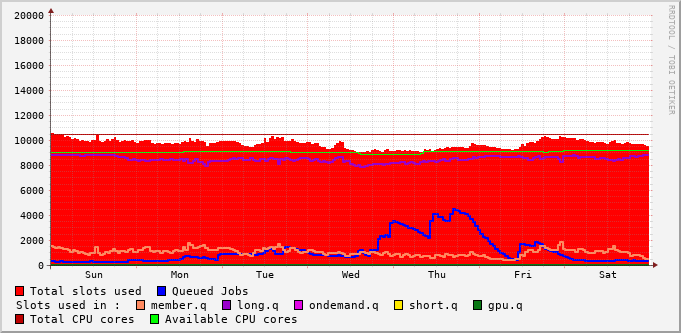 20000
18000
16000
14000
12000
10000
8000
6000
4000
2000
0
Sun Mon Tue Wed Thu Fri Sat
RRDTOOL / TOBI OETIKER
Total slots used Queued Jobs
Slots used in : member.q long.q ondemand.q short.q gpu.q
Total CPU cores Available CPU cores